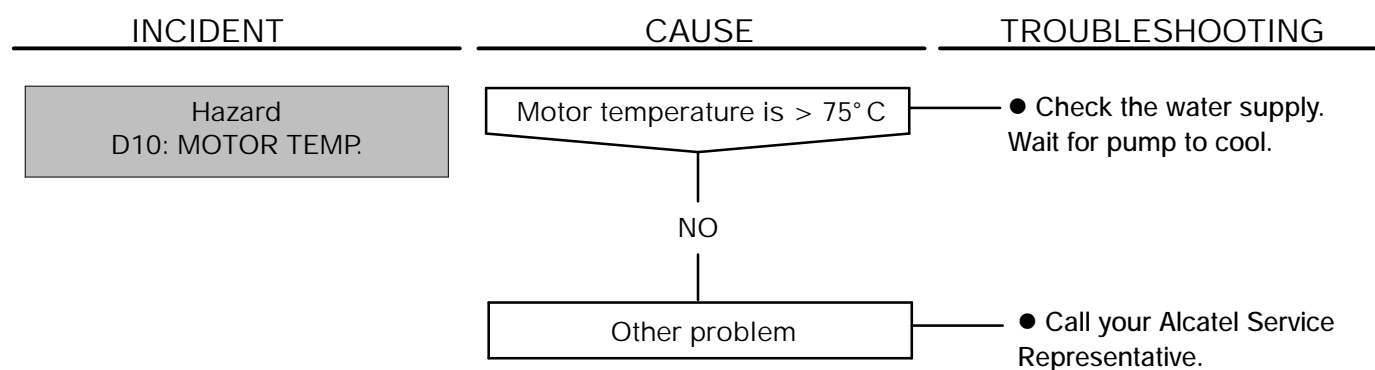 INCIDENT
CAUSE
TROUBLESHOOTING
Hazard
D10: MOTOR TEMP.
Motor temperature is > 75°C
● Check the water supply.
Wait for pump to cool.
NO
Other problem
● Call your Alcatel Service
Representative.